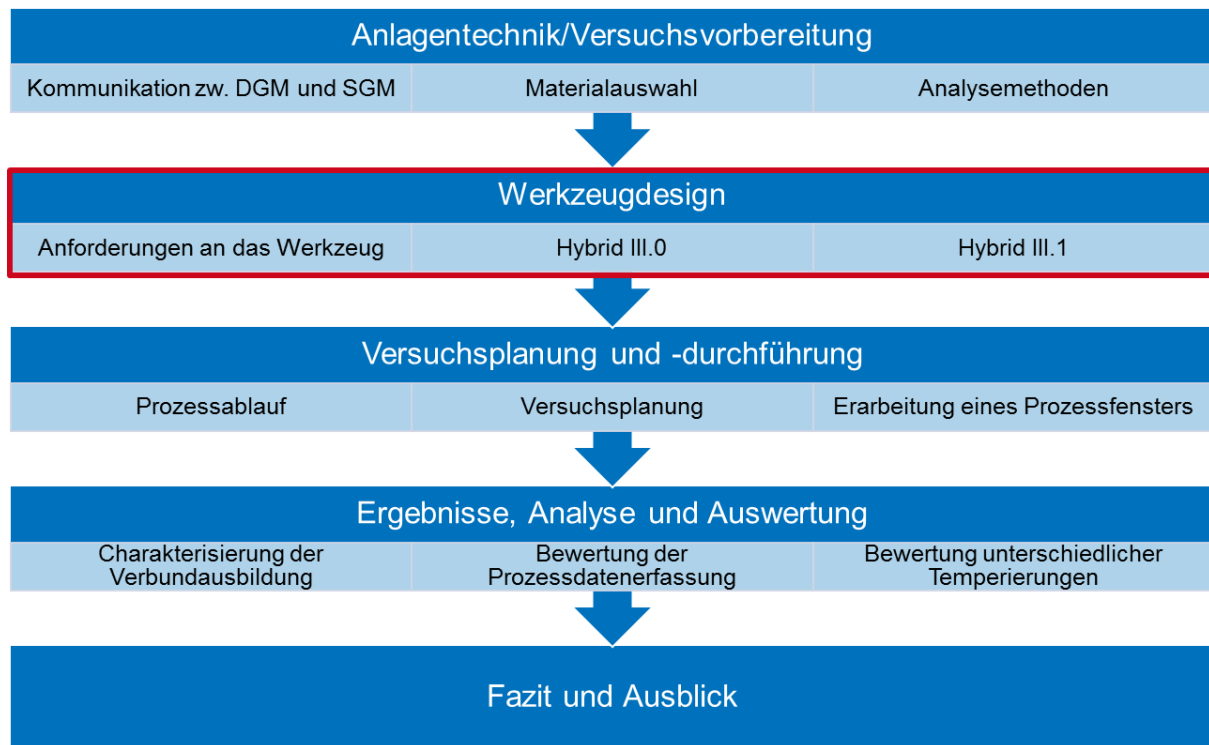 Anlagentechnik/Versuchsvorbereitung
Kommunikation zw. DGM und SGM
Materialauswahl
Analysemethoden
Werkzeugdesign
Anforderungen an das Werkzeug
Hybrid III.0
Hybrid III.1
Versuchsplanung und -durchführung
Prozessablauf
Versuchsplanung
Erarbeitung eines Prozessfensters
Ergebnisse, Analyse und Auswertung
Charakterisierung der
Verbundausbildung
Bewertung der
Prozessdatenerfassung
Bewertung unterschiedlicher
Temperierungen
Fazit und Ausblick